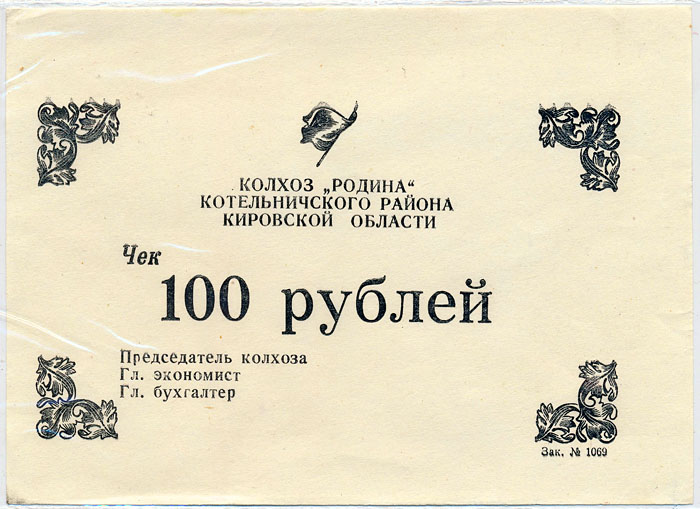 КОЛХОЗ „РОДИНА“
КОТЕЛЬНИЧСКОГО РАЙОНА
КИРОВСКОЙ ОБЛАСТИ
Чек
100 рублей
Председатель колхоза
Гл. экономист
Гл. бухгалтер
Зак. № 1069